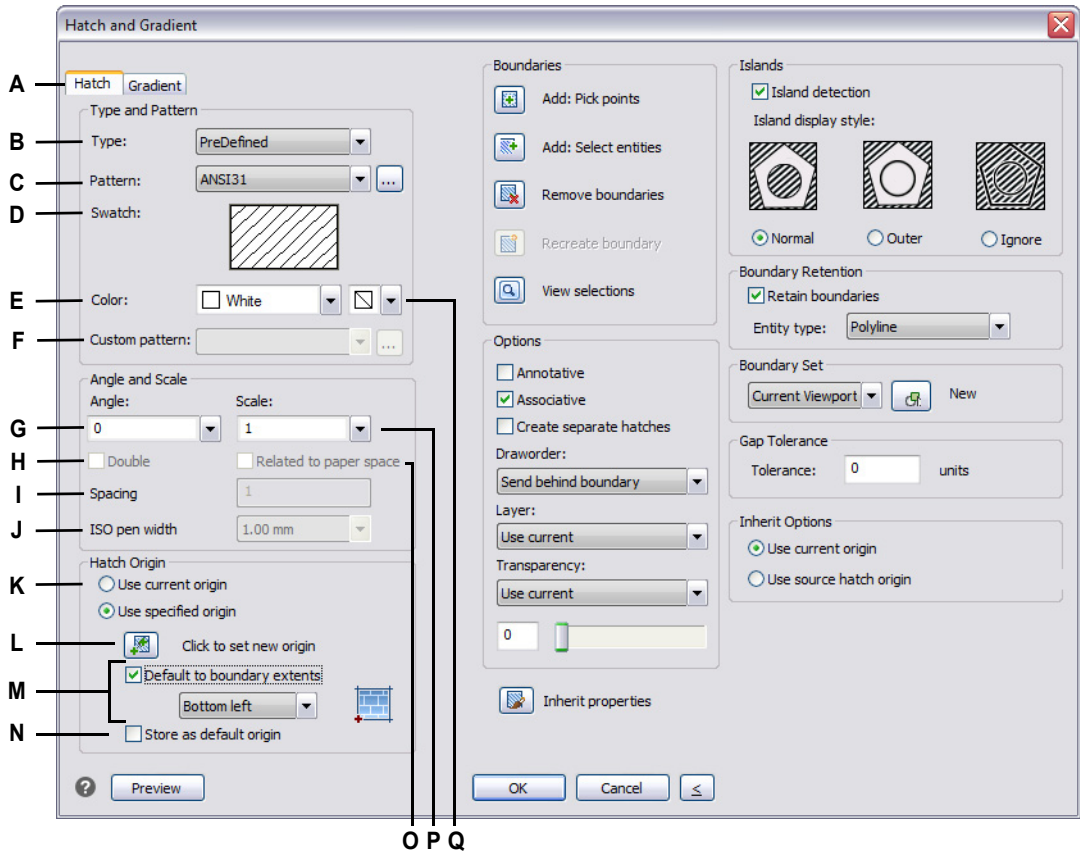 Hatch and Gradient
A
Hatch
Gradient
Type and Pattern
B
Type:
PreDefined
C
Pattern:
ANSI31
...
D
Swatch:
E
Color:
White
F
Custom pattern:
...
Angle and Scale
Angle:
Scale:
G
0
1
H
Double
Related to paper space
I
Spacing
1
J
ISO pen width
1.00 mm
Hatch Origin
K
Use current origin
Use specified origin
L
Click to set new origin
M
Default to boundary extents
Bottom left
N
Store as default origin
?
Preview
Boundaries
Add: Pick points
Add: Select entities
Remove boundaries
Recreate boundary
View selections
Options
Annotative
Associative
Create separate hatches
Draworder:
Send behind boundary
Layer:
Use current
Transparency:
Use current
0
Inherit properties
OK
Cancel
<
Islands
Island detection
Island display style:
Normal
Outer
Ignore
Boundary Retention
Retain boundaries
Entity type:
Polyline
Boundary Set
Current Viewport
New
Gap Tolerance
Tolerance:
0
units
Inherit Options
Use current origin
Use source hatch origin
O P Q